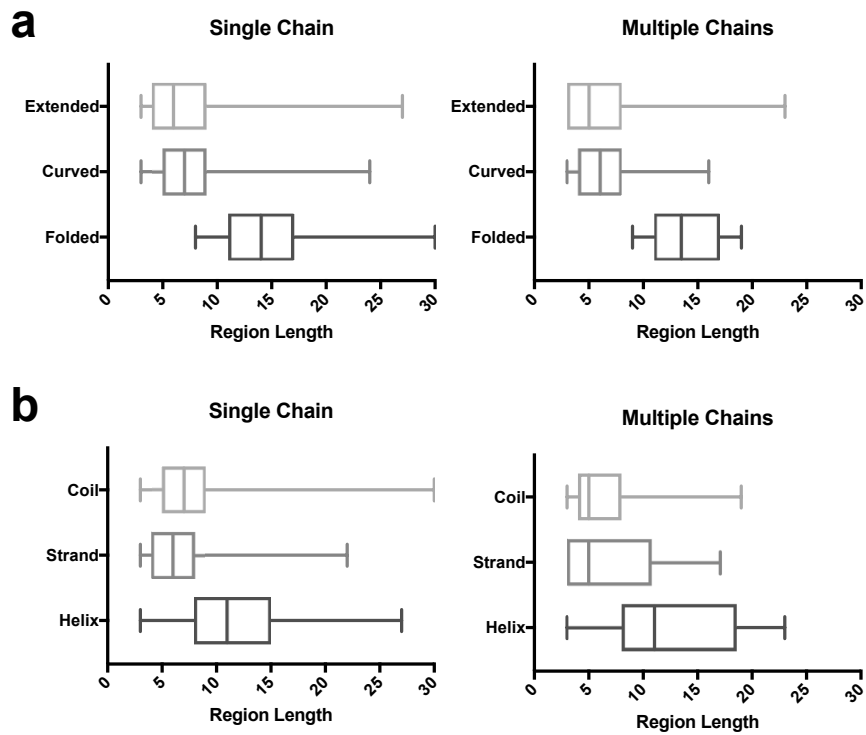 a
Single Chain
Extended
Curved
Folded
0 5 10 15 20 25 30
Region Length
Multiple Chains
Extended
Curved
Folded
0 5 10 15 20 25 30
Region Length
b
Single Chain
Coil
Strand
Helix
0 5 10 15 20 25 30
Region Length
Multiple Chains
Coil
Strand
Helix
0 5 10 15 20 25 30
Region Length